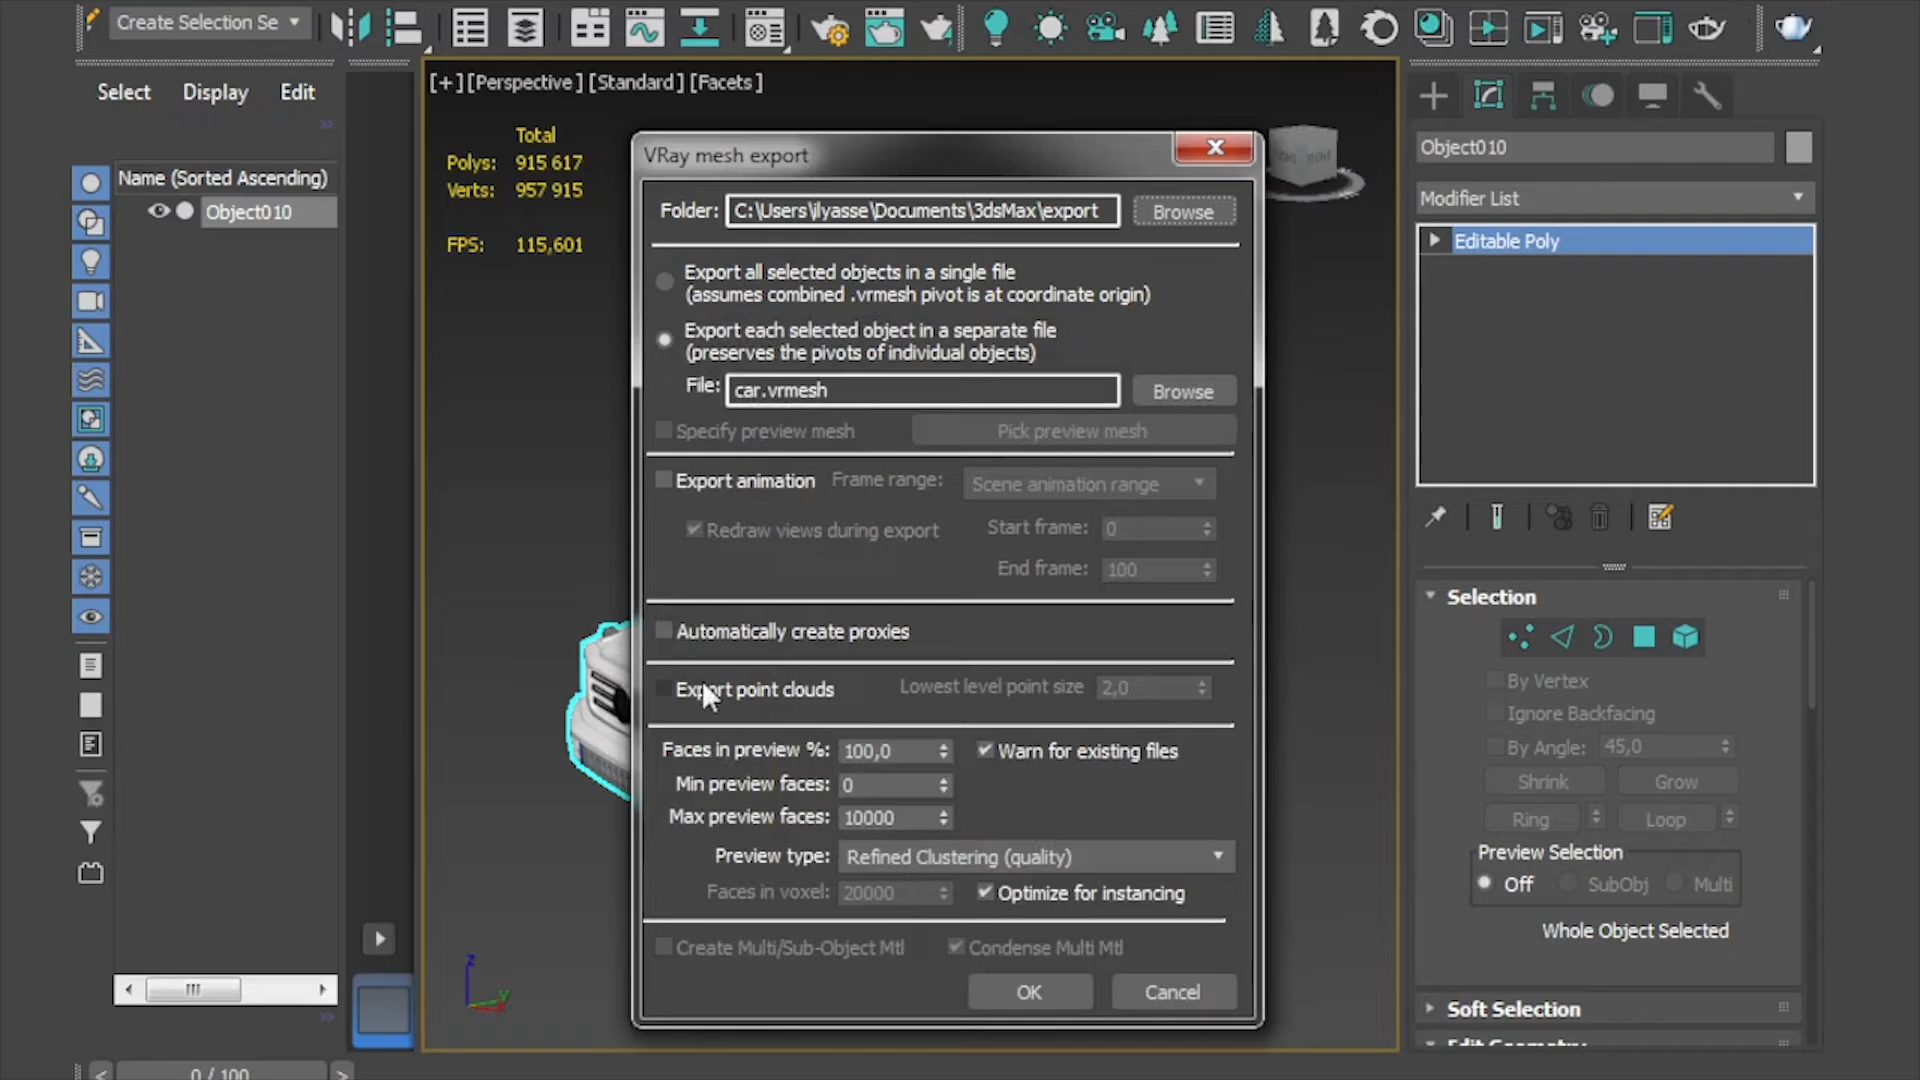 Create Selection Se
Select Display Edit
Name (Sorted Ascending)
Object010
[+] [Perspective] [Standard] [Facets]
Total
Polys: 915 617
Verts: 957 915
FPS: 115,601
VRay mesh export
Folder: C:\Users\ilyasse\Documents\3dsMax\export Browse
Export all selected objects in a single file
(assumes combined .vrmesh pivot is at coordinate origin)
Export each selected object in a separate file
(preserves the pivots of individual objects)
File: car.vrmesh Browse
Specify preview mesh Pick preview mesh
Export animation Frame range: Scene animation range
Redraw views during export Start frame: 0
End frame: 100
Automatically create proxies
Export point clouds Lowest level point size 2,0
Faces in preview %: 100,0 Warn for existing files
Min preview faces: 0
Max preview faces: 10000
Preview type: Refined Clustering (quality)
Faces in voxel: 20000 Optimize for instancing
Create Multi/Sub-Object Mtl Condense Multi Mtl
OK Cancel
z
Object010
Modifier List
Editable Poly
Selection
By Vertex
Ignore Backfacing
By Angle: 45,0
Shrink Grow
Ring Loop
Preview Selection
Off SubObj Multi
Whole Object Selected
Soft Selection
Edit Geometry
< 0 / 100 >